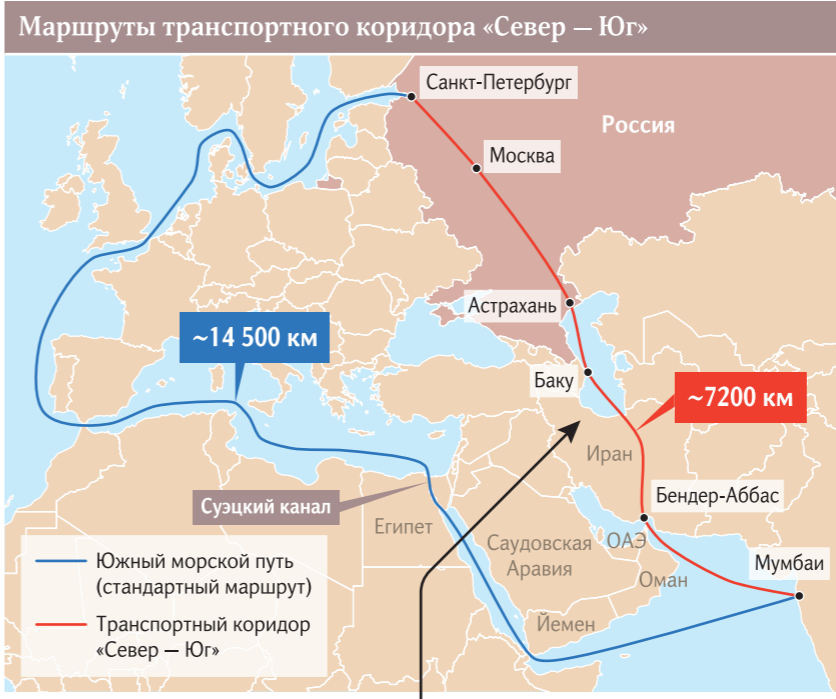 Маршруты транспортного коридора «Север — Юг»
Санкт-Петербург
Россия
Москва
Астрахань
~14 500 км
Баку
~7200 км
Иран
Бендер-Аббас
Суэцкий канал
Египет
Саудовская
Аравия
ОАЭ
Оман
Мумбаи
Йемен
Южный морской путь
(стандартный маршрут)
Транспортный коридор
«Север — Юг»